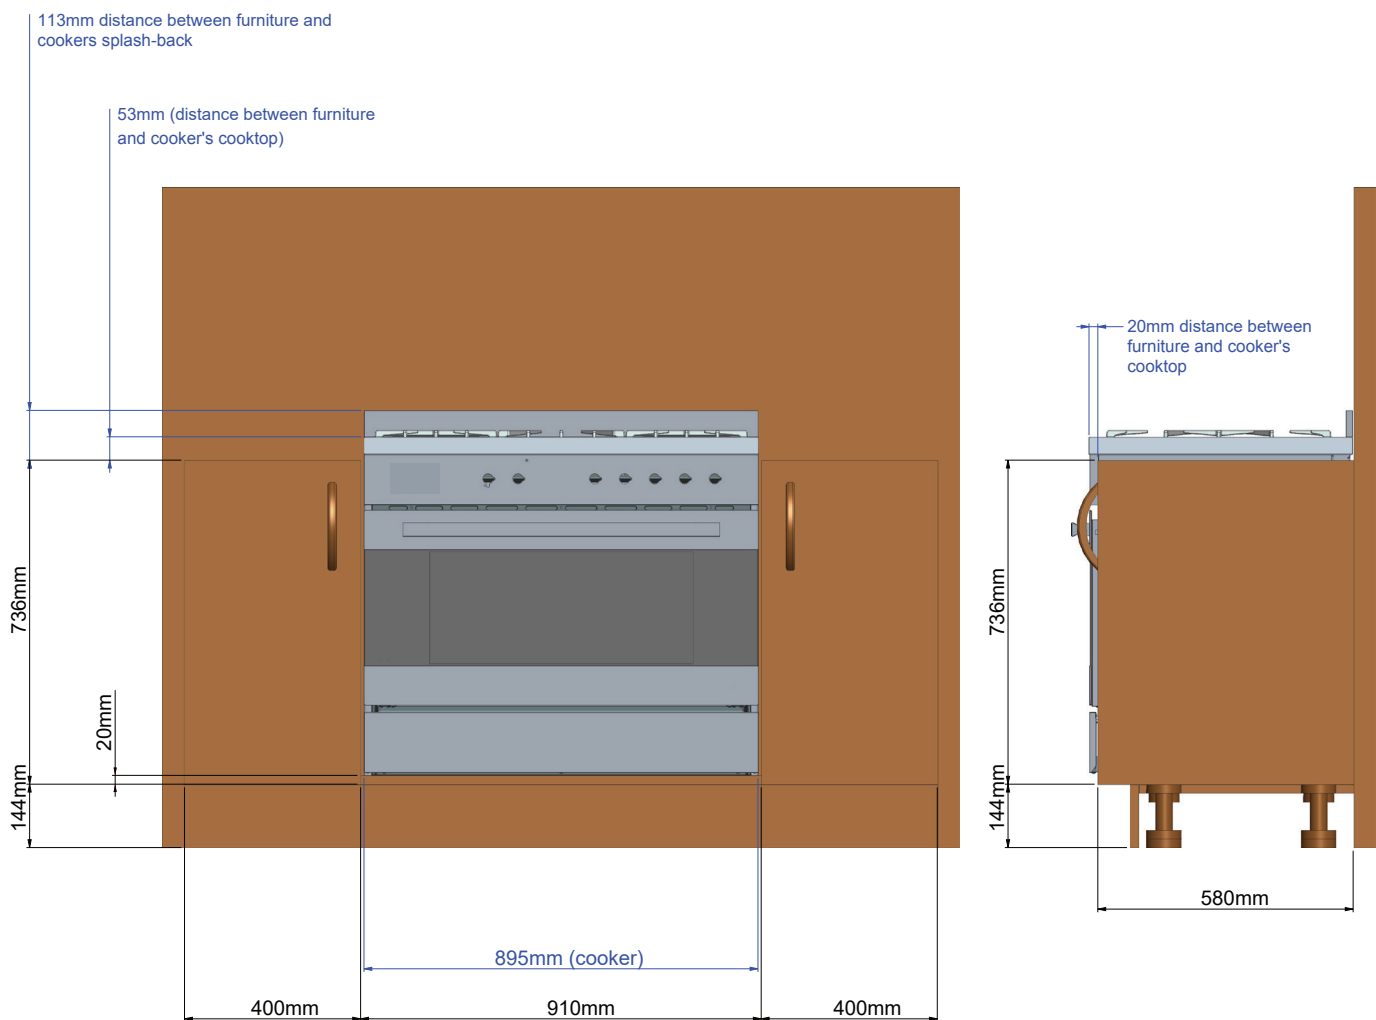 113mm distance between furniture and
cookers splash-back
53mm (distance between furniture
and cooker's cooktop)
20mm distance between
furniture and cooker's
cooktop
736mm
20mm
144mm
736mm
144mm
580mm
895mm (cooker)
400mm
910mm
400mm